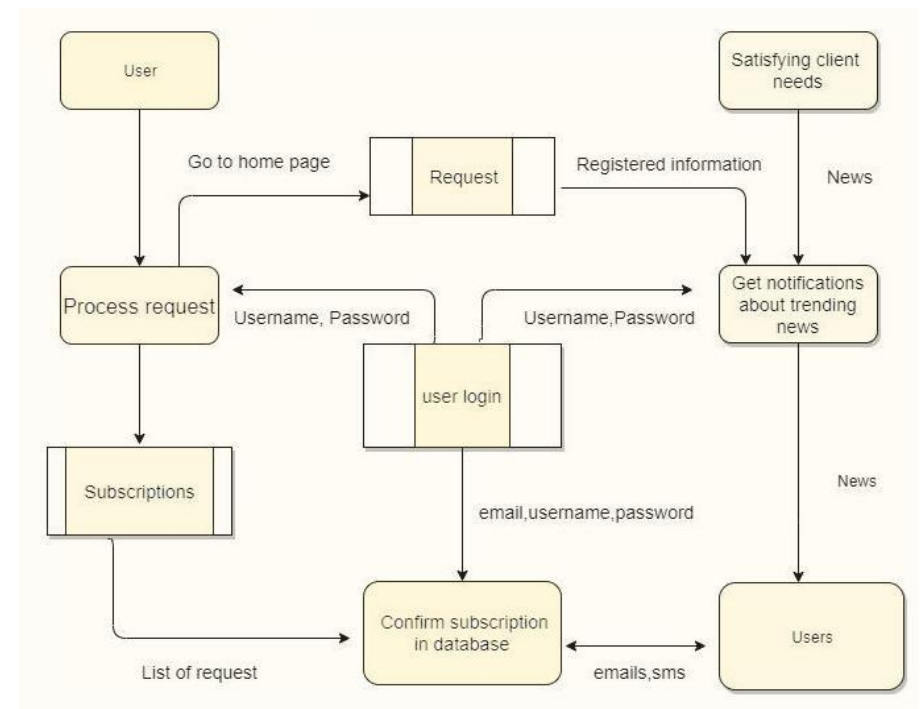 User
Satisfying client
needs
Go to home page
Request
Registered information
News
Process request
Username, Password
Username,Password
Get notifications
about trending
news
user login
Subscriptions
News
email,username,password
Confirm subscription
in database
Users
List of request
emails,sms